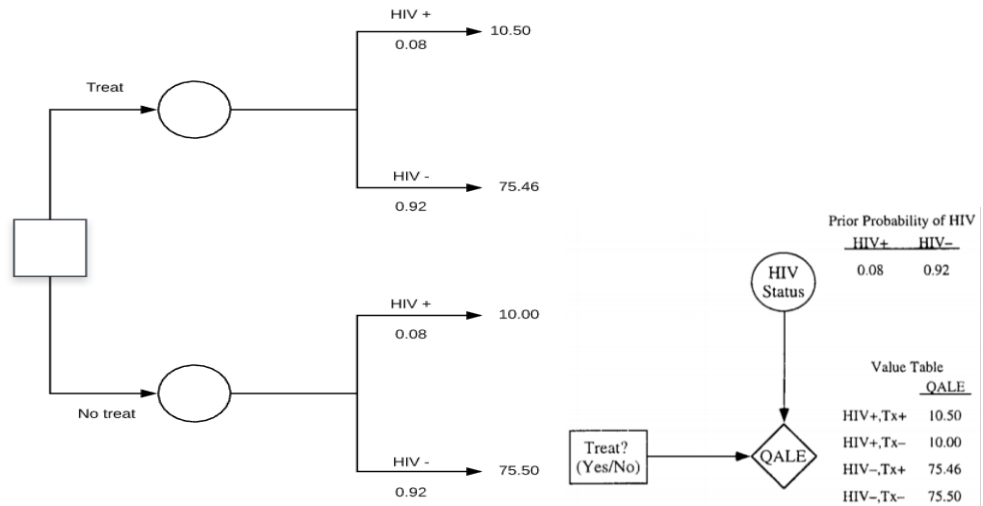 HIV +
0.08
10.50
Treat
HIV -
0.92
75.46
HIV +
0.08
10.00
No treat
HIV -
0.92
75.50
Prior Probability of HIV
HIV+ HIV–
0.08 0.92
HIV
Status
Value Table
QALE
HIV+,Tx+ 10.50
HIV+,Tx– 10.00
HIV–,Tx+ 75.46
HIV–,Tx– 75.50
Treat?
(Yes/No)
QALE